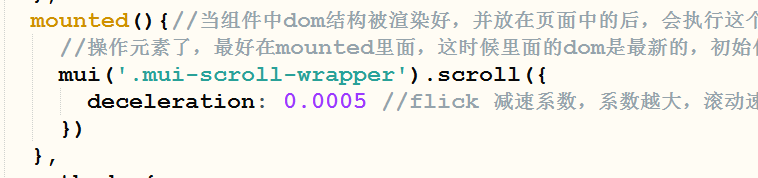 mounted(){//当组件中dom结构被渲染好，并放在页面中的后，会执行这个
//操作元素了，最好在mounted里面，这时候里面的dom是最新的，初始
mui('.mui-scroll-wrapper').scroll({
deceleration: 0.0005 //flick 减速系数，系数越大，滚动速
})
},